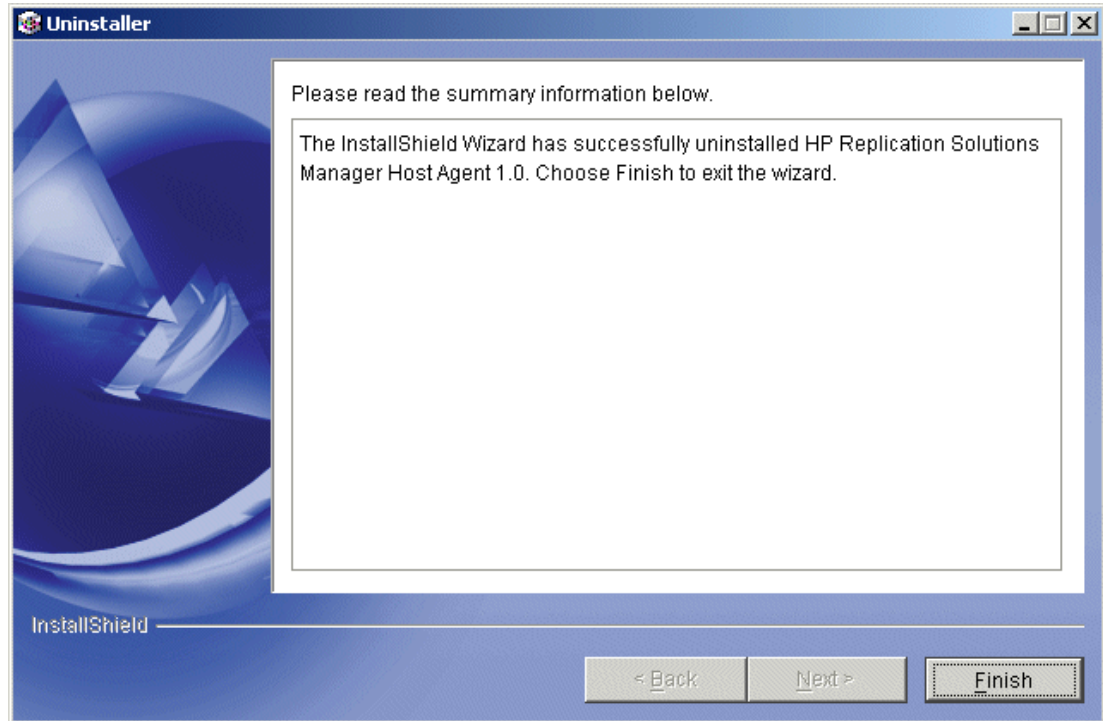 Uninstaller
Please read the summary information below.
The InstallShield Wizard has successfully uninstalled HP Replication Solutions
Manager Host Agent 1.0. Choose Finish to exit the wizard.
InstallShield
< Back Next > Finish